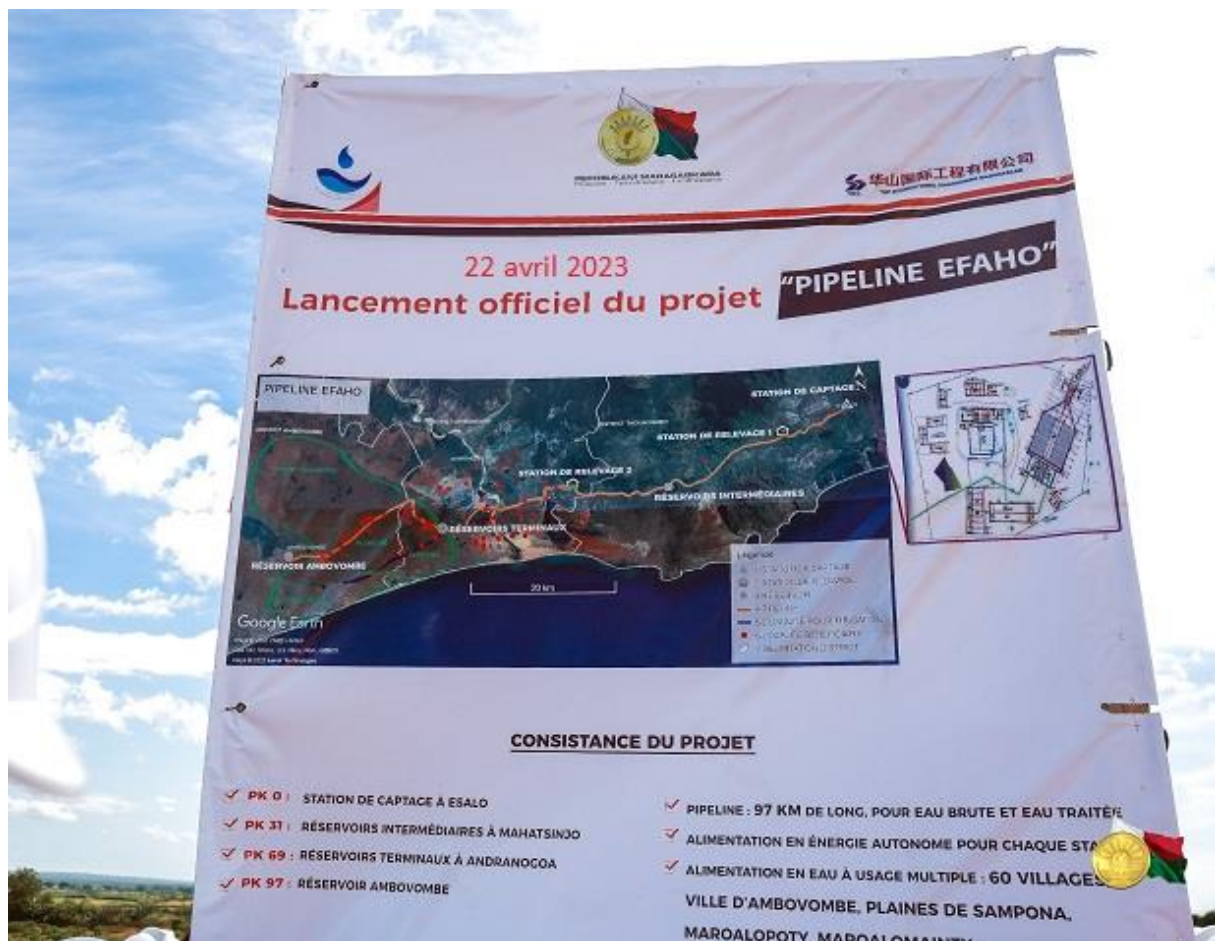 REPOBLIKAN'I MADAGASIKARA
华山国际工程有限公司
22 avril 2023
Lancement officiel du projet "PIPELINE EFAHO"
PIPELINE EFAHO
N
STATION DE CAPTAGE
STATION DE RELEVAGE 1
STATION DE RELEVAGE 2
RÉSERVOIRS INTERMÉDIAIRES
RÉSERVOIRS TERMINAUX
RÉSERVOIR AMBOVOMBE
20 km
Google Earth
Légende
CONSISTANCE DU PROJET
PK 0 : STATION DE CAPTAGE À ESALO
PK 31 : RÉSERVOIRS INTERMÉDIAIRES À MAHATSINJO
PK 69 : RÉSERVOIRS TERMINAUX À ANDRANOGOA
PK 97 : RÉSERVOIR AMBOVOMBE
PIPELINE : 97 KM DE LONG, POUR EAU BRUTE ET EAU TRAITÉE
ALIMENTATION EN ÉNERGIE AUTONOME POUR CHAQUE STA
ALIMENTATION EN EAU À USAGE MULTIPLE : 60 VILLAGES
VILLE D'AMBOVOMBE, PLAINES DE SAMPONA,
MAROALOPOTY, MAROALOMAINTY